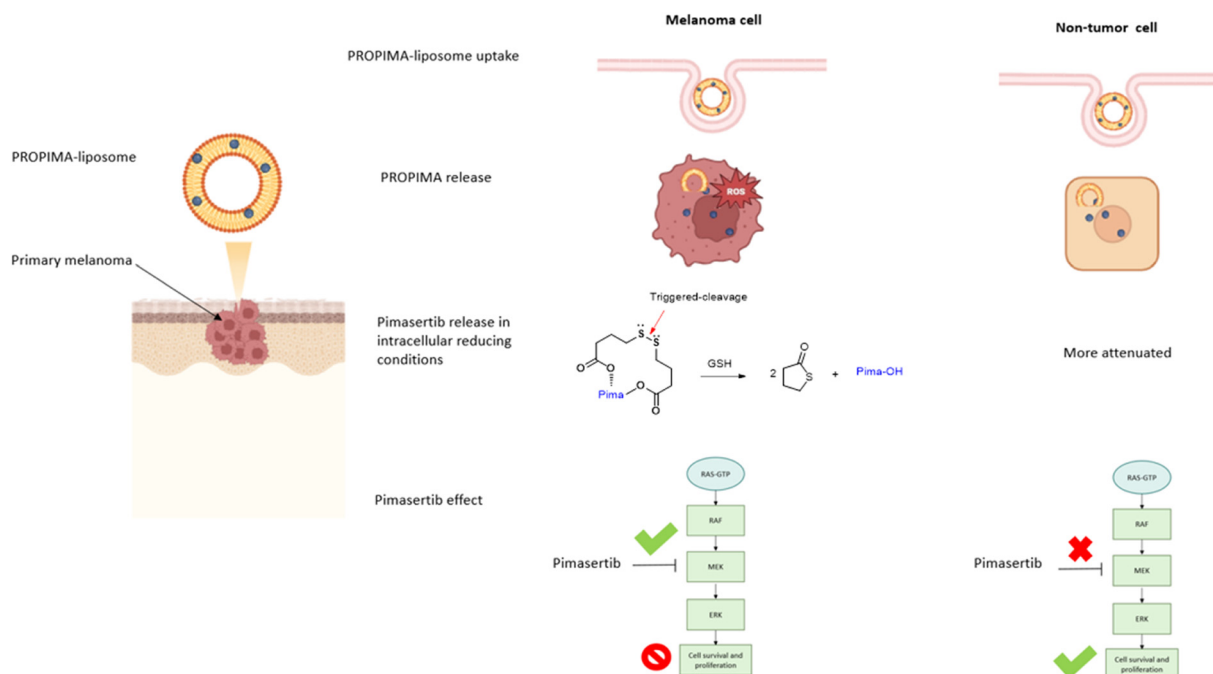 Melanoma cell
Non-tumor cell
PROPIMA-liposome uptake
PROPIMA-liposome
PROPIMA release
ROS
Primary melanoma
Triggered-cleavage
Pimasertib release in
intracellular reducing
conditions
S
S
O
O
Pima
O
O
GSH
2
O
S
+
Pima-OH
More attenuated
Pimasertib effect
RAS-GTP
RAF
Pimasertib
MEK
ERK
Cell survival and
proliferation
RAS-GTP
RAF
Pimasertib
MEK
ERK
Cell survival and
proliferation